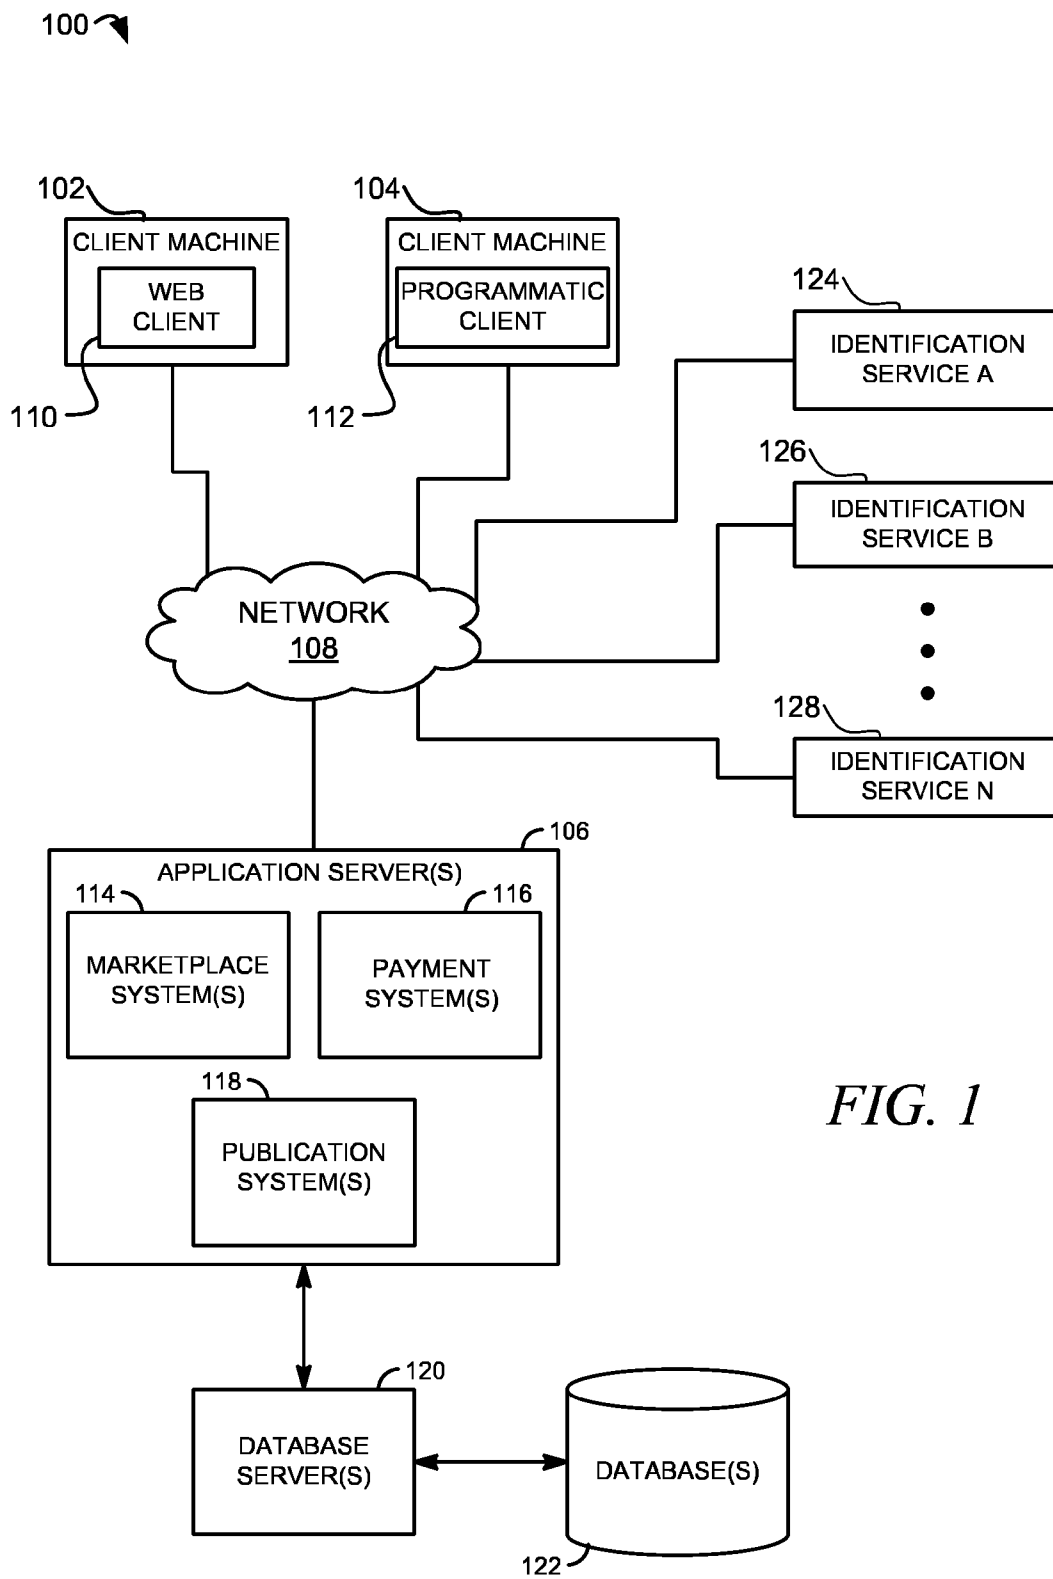 100
102
CLIENT MACHINE
WEB
CLIENT
110
104
CLIENT MACHINE
PROGRAMMATIC
CLIENT
112
124
IDENTIFICATION
SERVICE A
126
IDENTIFICATION
SERVICE B
128
IDENTIFICATION
SERVICE N
NETWORK
108
106
APPLICATION SERVER(S)
114
MARKETPLACE
SYSTEM(S)
116
PAYMENT
SYSTEM(S)
118
PUBLICATION
SYSTEM(S)
FIG. 1
120
DATABASE
SERVER(S)
DATABASE(S)
122